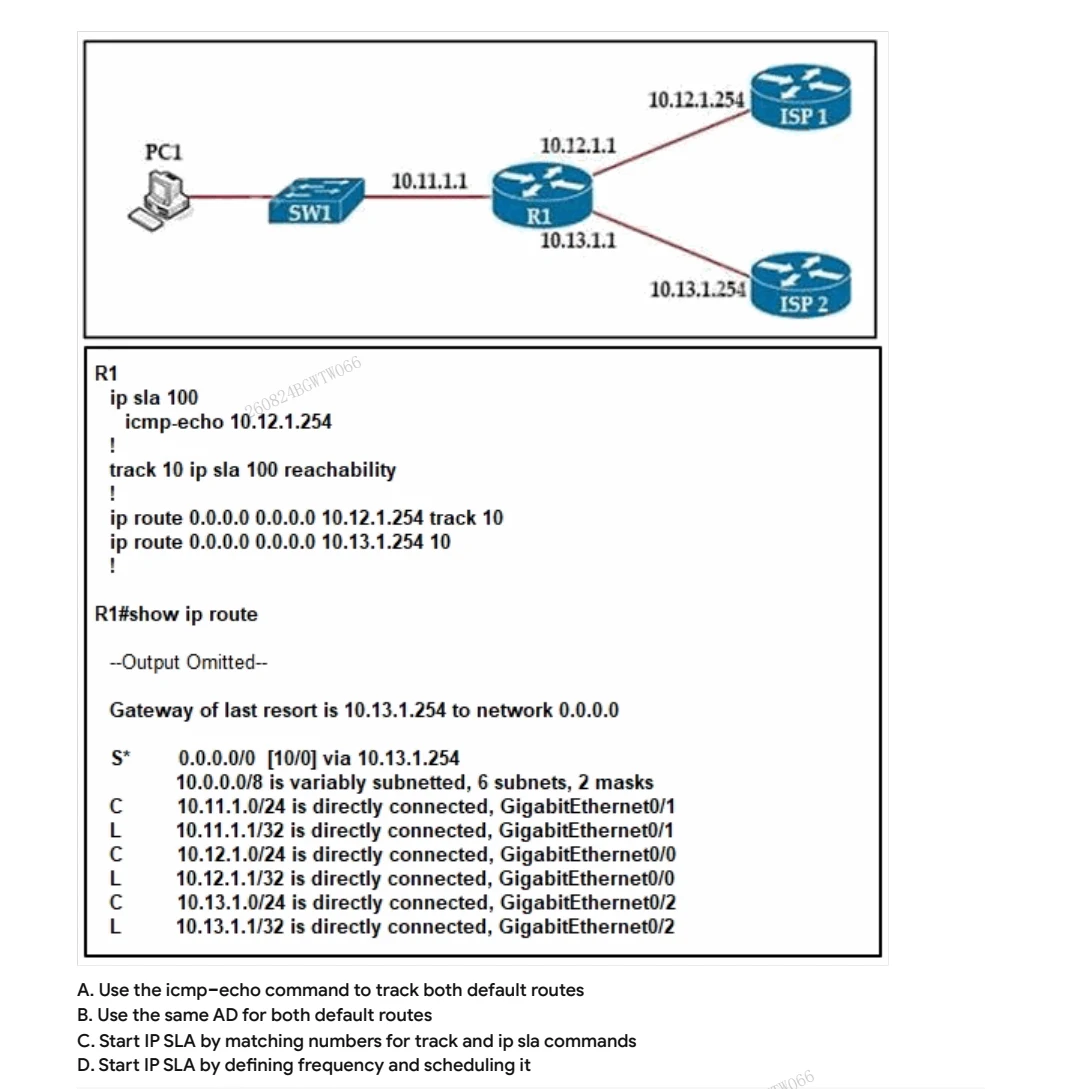 10.12.1.254
ISP 1
10.12.1.1
PC1
10.11.1.1
SW1
R1
10.13.1.1
10.13.1.254
ISP 2
R1
ip sla 100
icmp-echo 10.12.1.254
!
track 10 ip sla 100 reachability
!
ip route 0.0.0.0 0.0.0.0 10.12.1.254 track 10
ip route 0.0.0.0 0.0.0.0 10.13.1.254 10
!
R1#show ip route
--Output Omitted--
Gateway of last resort is 10.13.1.254 to network 0.0.0.0
S* 0.0.0.0/0 [10/0] via 10.13.1.254
10.0.0.0/8 is variably subnetted, 6 subnets, 2 masks
C 10.11.1.0/24 is directly connected, GigabitEthernet0/1
L 10.11.1.1/32 is directly connected, GigabitEthernet0/1
C 10.12.1.0/24 is directly connected, GigabitEthernet0/0
L 10.12.1.1/32 is directly connected, GigabitEthernet0/0
C 10.13.1.0/24 is directly connected, GigabitEthernet0/2
L 10.13.1.1/32 is directly connected, GigabitEthernet0/2
260824BGWTW066
A. Use the icmp-echo command to track both default routes
B. Use the same AD for both default routes
C. Start IP SLA by matching numbers for track and ip sla commands
D. Start IP SLA by defining frequency and scheduling it